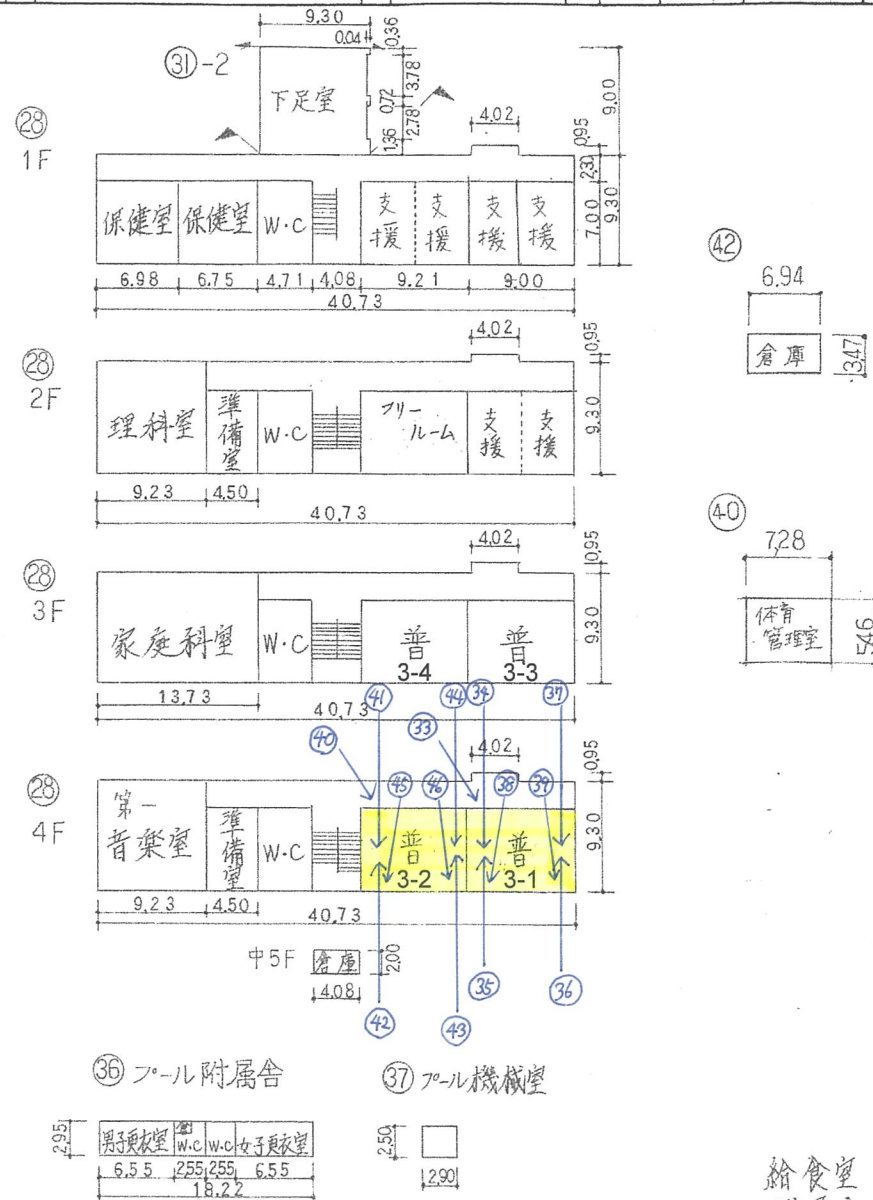 9.30
0.04
0.36
㉛-2
下足室
3.78
0.72
2.78
1.36
9.00
㉘
1F
4.02
0.95
2.30
7.00
9.30
保健室 保健室 W·C 支援 支援 支援 支援
6.98 6.75 4.71 4.08 9.21 9.00
40.73
㊷
6.94
倉庫
3.47
㉘
2F
4.02
0.95
9.30
理科室 準備室 W·C フリールーム 支援 支援
9.23 4.50
40.73
㊵
7.28
体育
管理室
5.46
㉘
3F
4.02
0.95
9.30
家庭科室 W·C 普 普
3-4 3-3
13.73
40.73
㊶ ㊹ ㉞ ㊲
㊵ ㉝
4.02
0.95
㉘
4F
㊺ ㊻ ㊳ ㊴
9.30
第一
音楽室 準備室 W·C 普 普
3-2 3-1
9.23 4.50
40.73
中5F 倉庫 2.00
4.08
㊷ ㊸ ㉟ ㊱
㊱ プール附属舎
2.95
男子更衣室 W·C W·C 女子更衣室
6.55 2.55 2.55 6.55
18.22
㊲ プール機械室
2.50
2.90
給食室